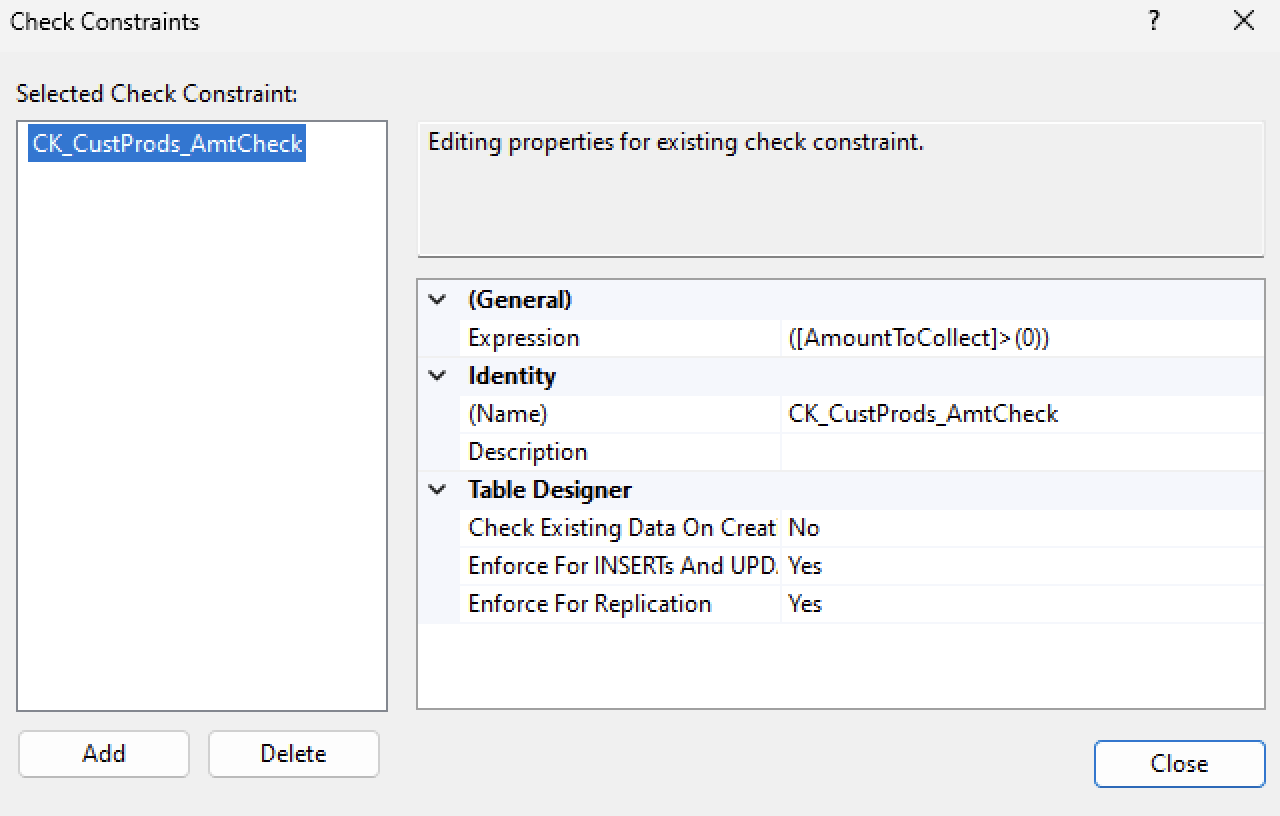 Check Constraints
?
Selected Check Constraint:
CK_CustProds_AmtCheck
Editing properties for existing check constraint.
(General)
Expression ([AmountToCollect]>(0))
Identity
(Name) CK_CustProds_AmtCheck
Description
Table Designer
Check Existing Data On Creat No
Enforce For INSERTs And UPD. Yes
Enforce For Replication Yes
Add Delete
Close